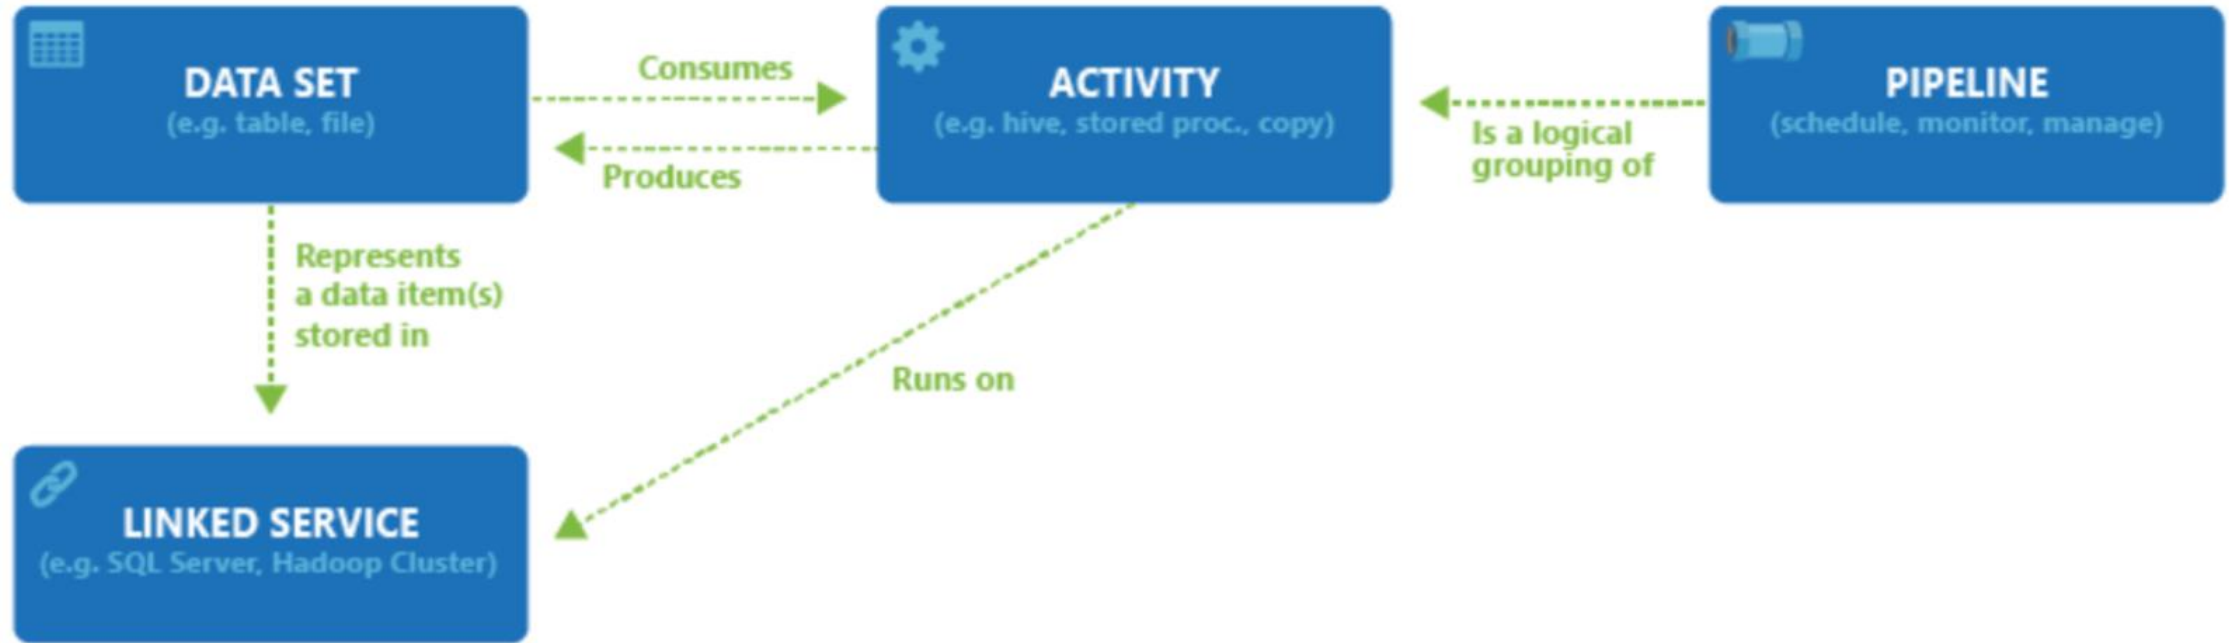 DATA SET
(e.g. table, file)
Consumes
Produces
ACTIVITY
(e.g. hive, stored proc., copy)
Is a logical
grouping of
PIPELINE
(schedule, monitor, manage)
Represents
a data item(s)
stored in
Runs on
LINKED SERVICE
(e.g. SQL Server, Hadoop Cluster)